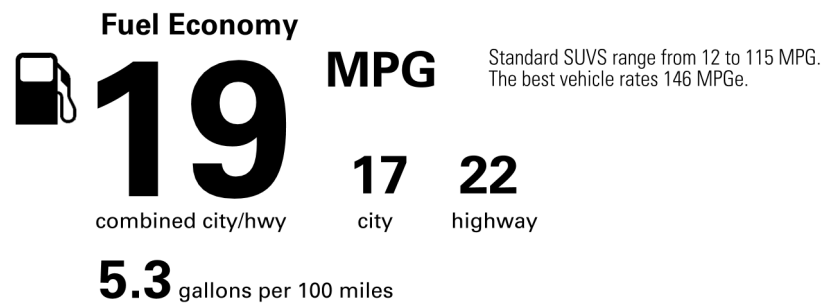 Fuel Economy
19
MPG
Standard SUVS range from 12 to 115 MPG.
The best vehicle rates 146 MPGe.
17 22
combined city/hwy city highway
5.3 gallons per 100 miles